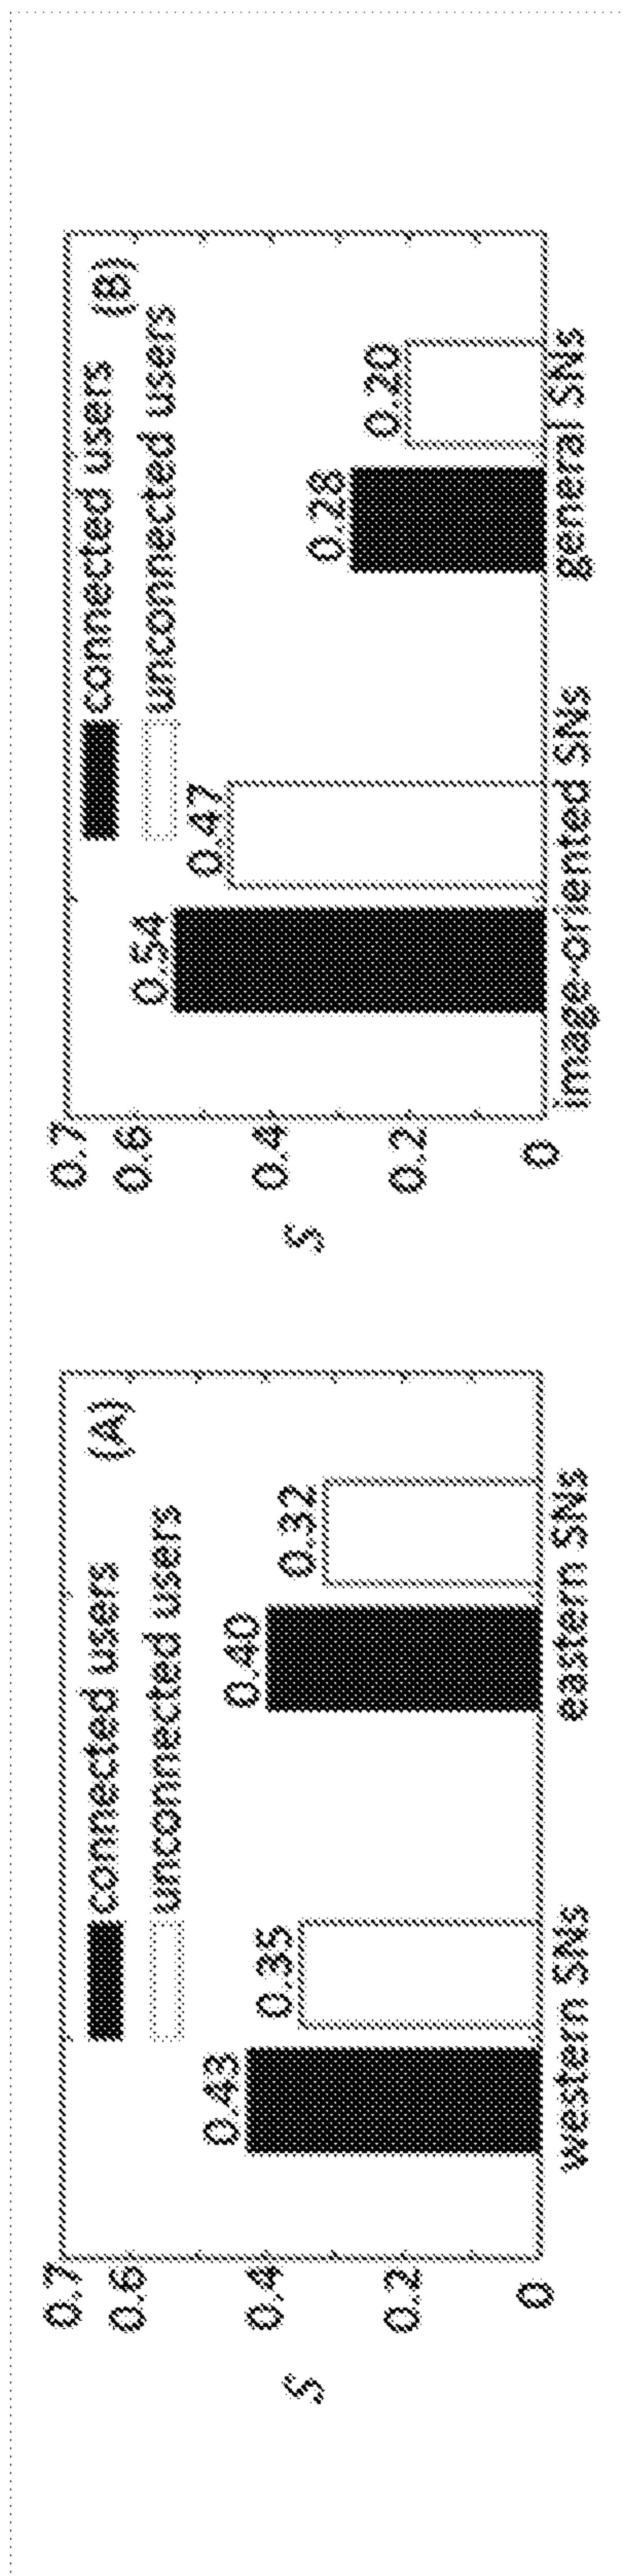 (A)
connected users
unconnected users
0.7
0.6
0.4
0.2
0
S
0.43
0.35
0.40
0.32
western SNs
eastern SNs
(B)
connected users
unconnected users
0.7
0.6
0.4
0.2
0
S
0.54
0.47
0.28
0.20
image-oriented SNs
general SNs